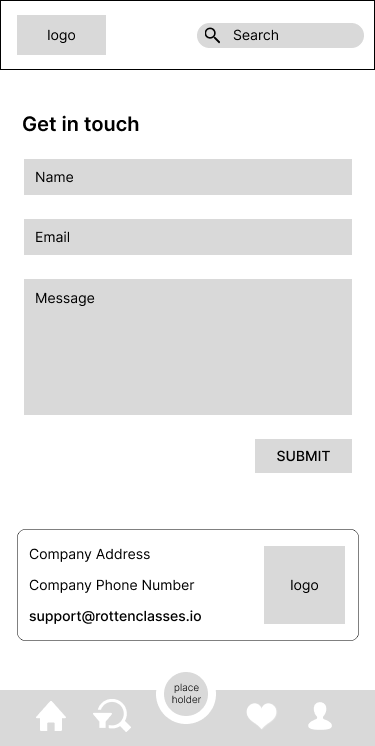 logo
Search
Get in touch
Name
Email
Message
SUBMIT
Company Address
Company Phone Number
support@rottenclasses.io
logo
place
holder